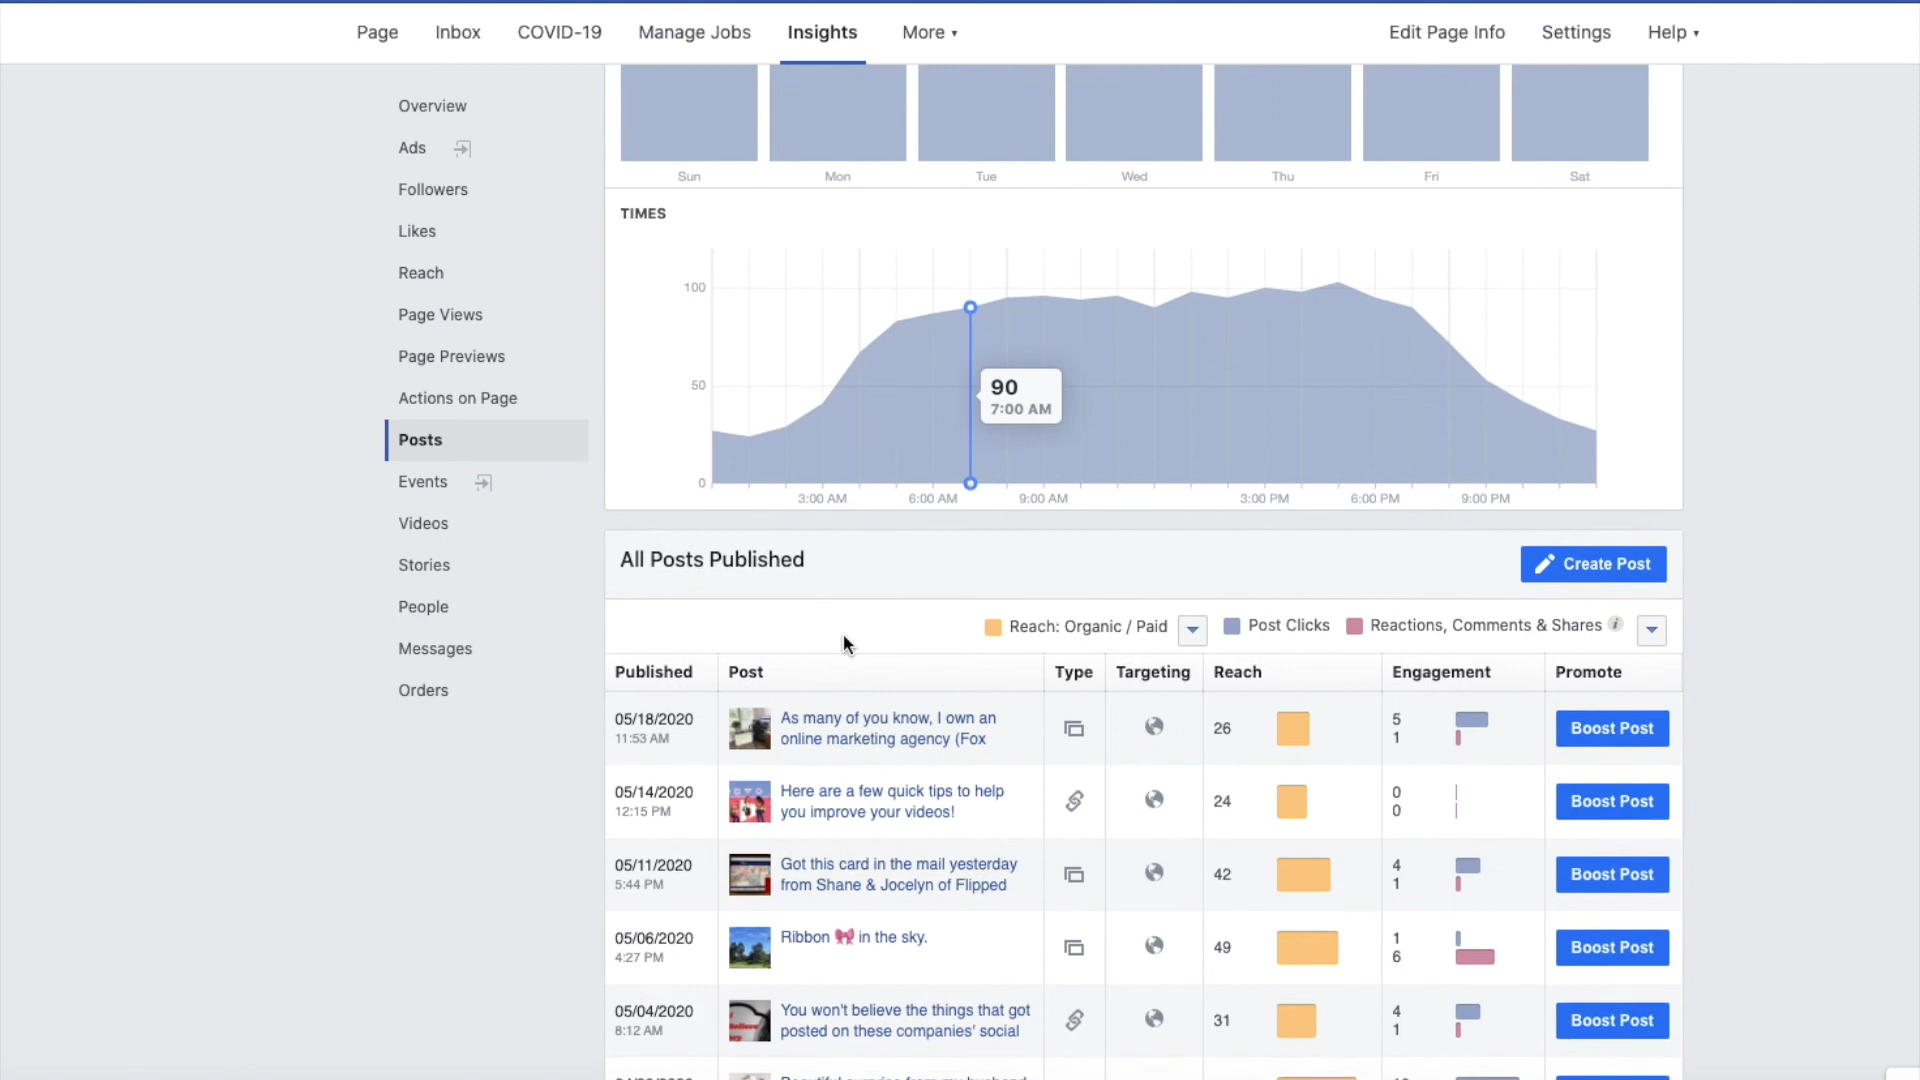 Page Inbox COVID-19 Manage Jobs Insights More Edit Page Info Settings Help
Overview
Ads
Followers
Likes
Reach
Page Views
Page Previews
Actions on Page
Posts
Events
Videos
Stories
People
Messages
Orders
Sun Mon Tue Wed Thu Fri Sat
TIMES
100
50
0
90
7:00 AM
3:00 AM 6:00 AM 9:00 AM 3:00 PM 6:00 PM 9:00 PM
All Posts Published
Create Post
Reach: Organic / Paid Post Clicks Reactions, Comments & Shares i
Published Post Type Targeting Reach Engagement Promote
05/18/2020
11:53 AM
As many of you know, I own an
online marketing agency (Fox
26
5
1
Boost Post
05/14/2020
12:15 PM
Here are a few quick tips to help
you improve your videos!
24
0
0
Boost Post
05/11/2020
5:44 PM
Got this card in the mail yesterday
from Shane & Jocelyn of Flipped
42
4
1
Boost Post
05/06/2020
4:27 PM
Ribbon 🎀 in the sky.
49
1
6
Boost Post
05/04/2020
8:12 AM
You won't believe the things that got
posted on these companies' social
31
4
1
Boost Post